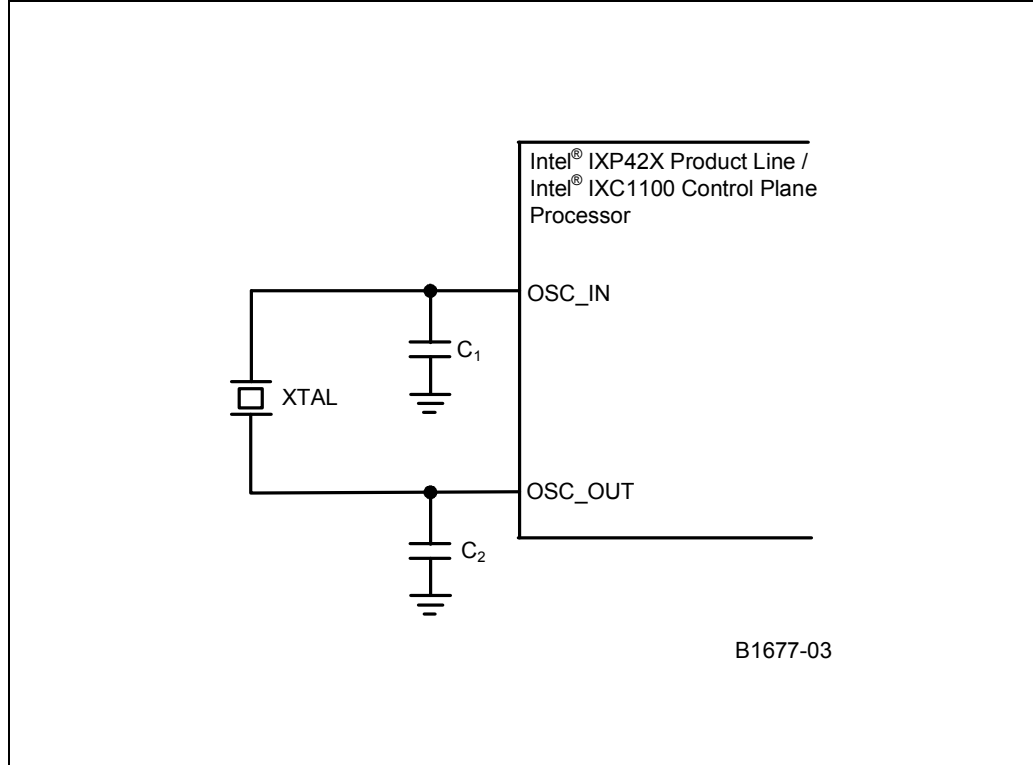 Intel® IXP42X Product Line /
Intel® IXC1100 Control Plane
Processor
OSC_IN
C₁
XTAL
OSC_OUT
C₂
B1677-03